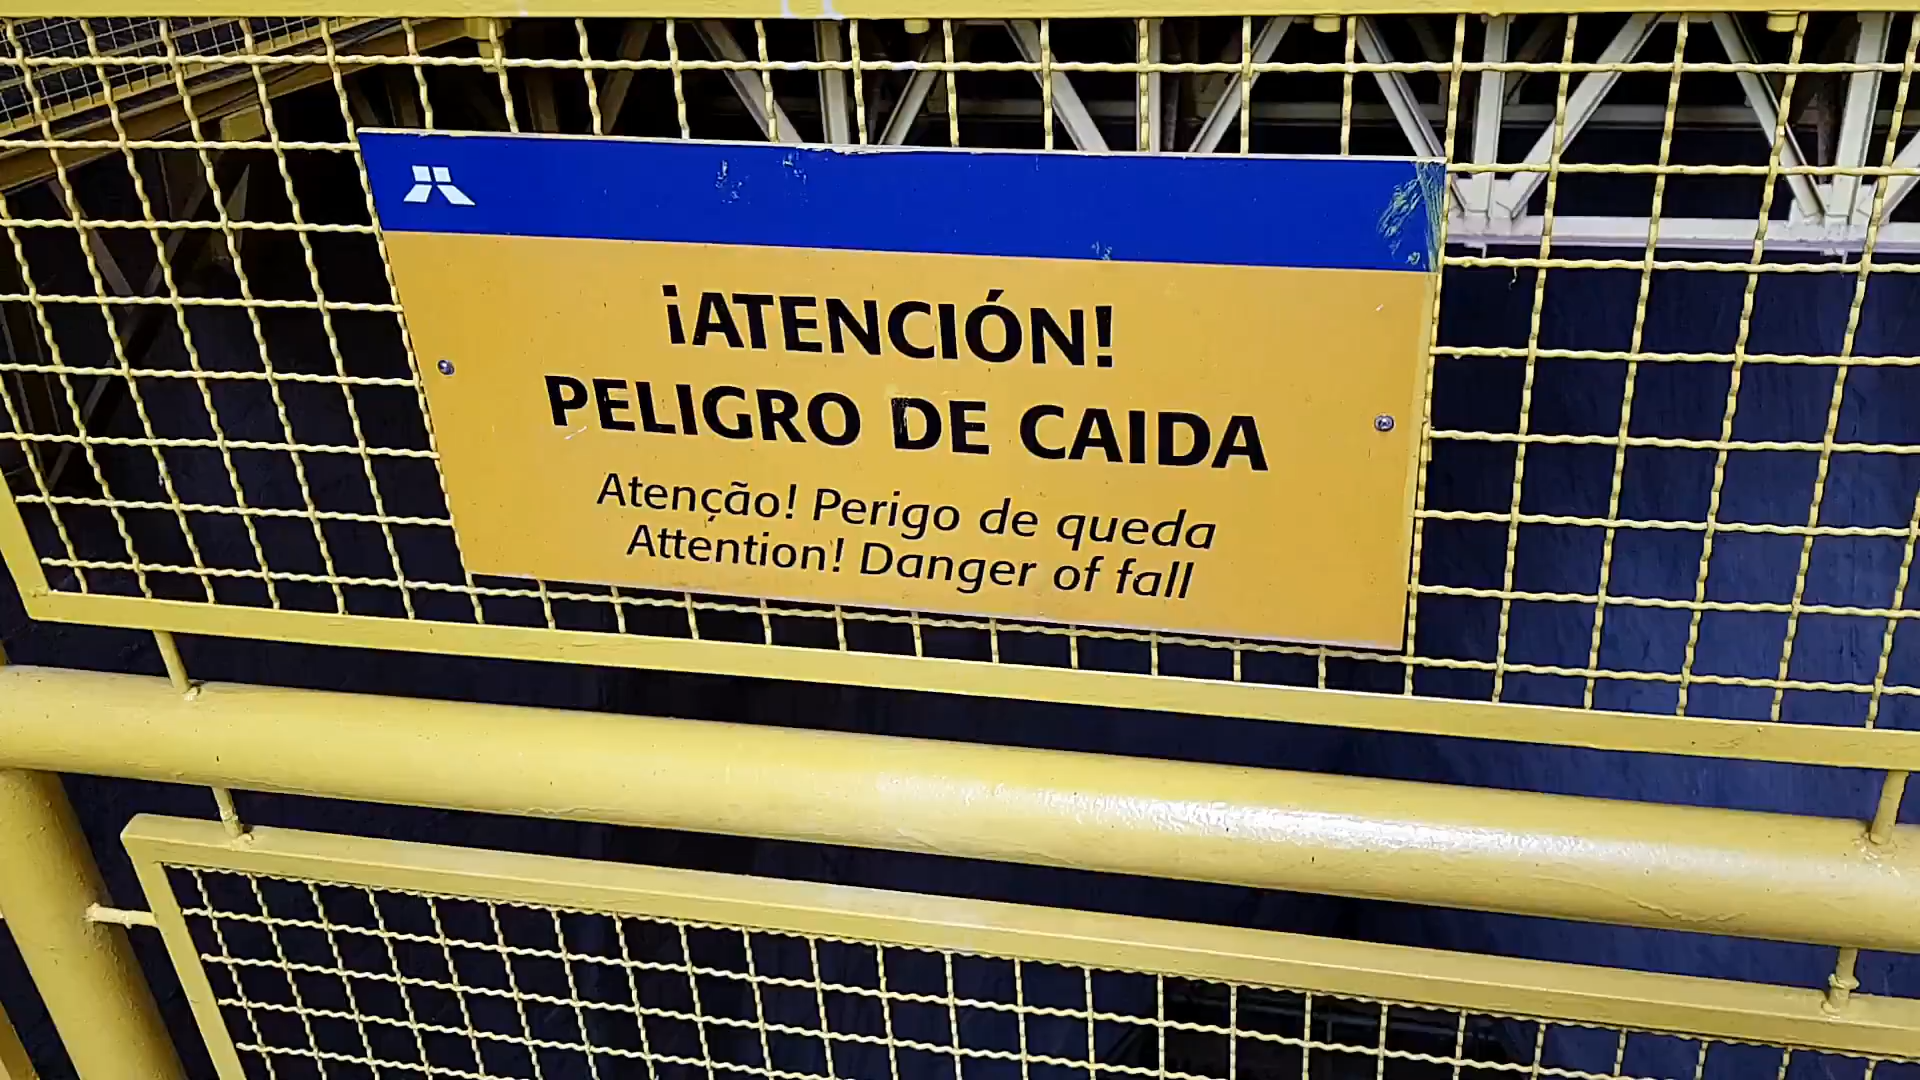 ¡ATENCIÓN!
PELIGRO DE CAIDA
Atenção! Perigo de queda
Attention! Danger of fall